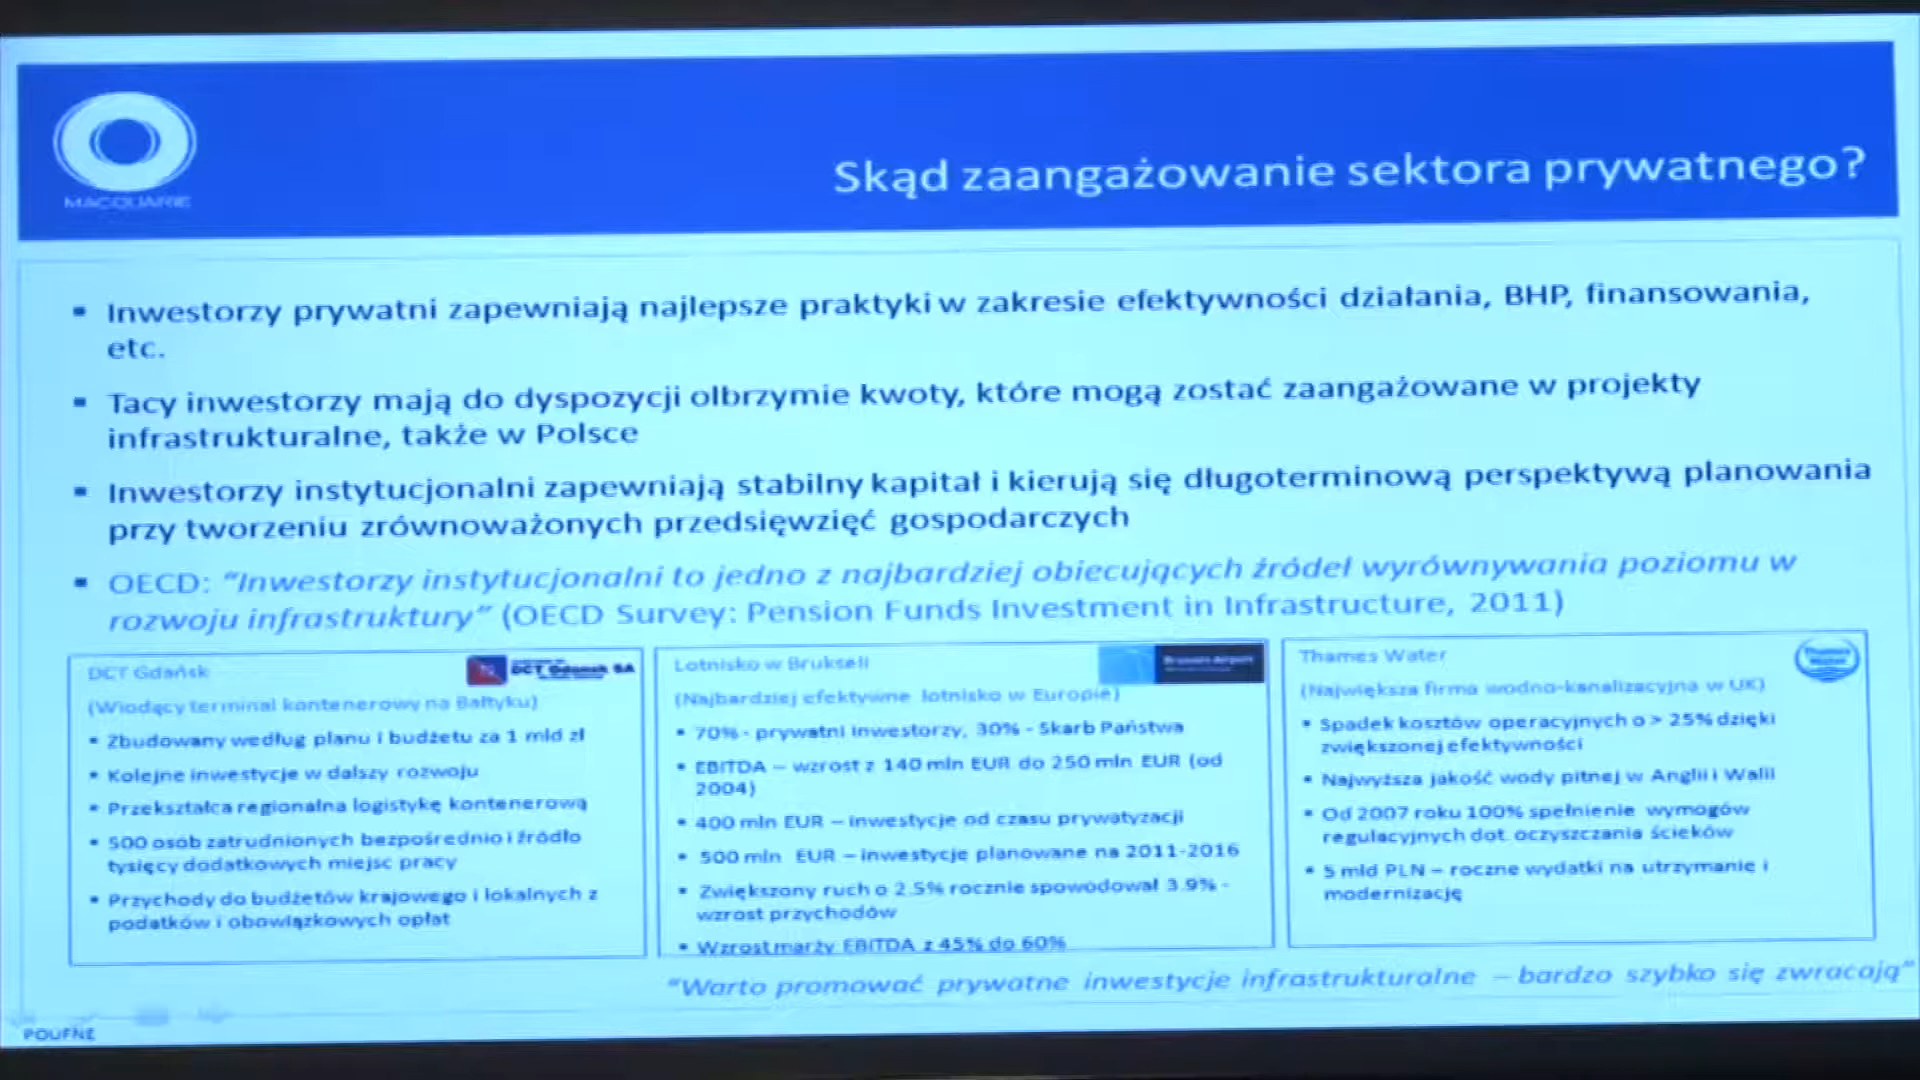 MACQUARIE
Skąd zaangażowanie sektora prywatnego?
▪ Inwestorzy prywatni zapewniają najlepsze praktyki w zakresie efektywności działania, BHP, finansowania,
etc.
▪ Tacy inwestorzy mają do dyspozycji olbrzymie kwoty, które mogą zostać zaangażowane w projekty
infrastrukturalne, także w Polsce
▪ Inwestorzy instytucjonalni zapewniają stabilny kapitał i kierują się długoterminową perspektywą planowania
przy tworzeniu zrównoważonych przedsięwzięć gospodarczych
▪ OECD: "Inwestorzy instytucjonalni to jedno z najbardziej obiecujących źródeł wyrównywania poziomu w
rozwoju infrastruktury" (OECD Survey: Pension Funds Investment in Infrastructure, 2011)
DCT Gdańsk
DCT Gdansk SA
(Wiodący terminal kontenerowy na Bałtyku)
▪ Zbudowany według planu i budżetu za 1 mld zł
▪ Kolejne inwestycje w dalszy rozwoju
▪ Przekształca regionalna logistykę kontenerową
▪ 500 osób zatrudnionych bezpośrednio i źródło
tysięcy dodatkowych miejsc pracy
▪ Przychody do budżetów krajowego i lokalnych z
podatków i obowiązkowych opłat
Lotnisko w Brukseli
Brussels Airport
(Najbardziej efektywne lotnisko w Europie)
▪ 70% - prywatni inwestorzy, 30% - Skarb Państwa
▪ EBITDA – wzrost z 140 mln EUR do 250 mln EUR (od
2004)
▪ 400 mln EUR – inwestycje od czasu prywatyzacji
▪ 500 mln EUR – inwestycje planowane na 2011-2016
▪ Zwiększony ruch o 2.5% rocznie spowodował 3.9% -
wzrost przychodów
▪ Wzrost marży EBITDA z 45% do 60%
Thames Water
Thames
Water
(Największa firma wodno-kanalizacyjna w UK)
▪ Spadek kosztów operacyjnych o > 25% dzięki
zwiększonej efektywności
▪ Najwyższa jakość wody pitnej w Anglii i Walii
▪ Od 2007 roku 100% spełnienie wymogów
regulacyjnych dot. oczyszczania ścieków
▪ 5 mld PLN – roczne wydatki na utrzymanie i
modernizację
"Warto promować prywatne inwestycje infrastrukturalne – bardzo szybko się zwracają"
POUFNE